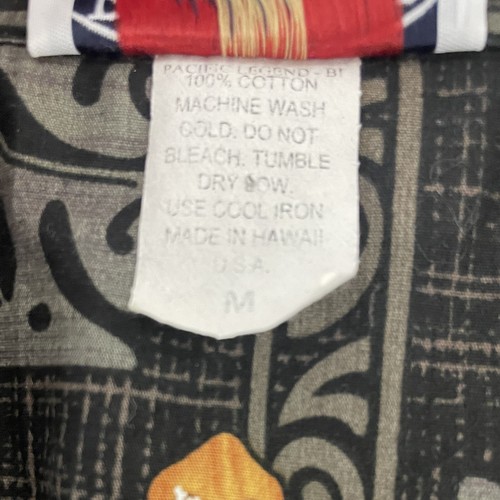 PACIFIC LEGEND - BI
100% COTTON
MACHINE WASH
COLD. DO NOT
BLEACH. TUMBLE
DRY LOW.
USE COOL IRON
MADE IN HAWAII
U.S.A.
M